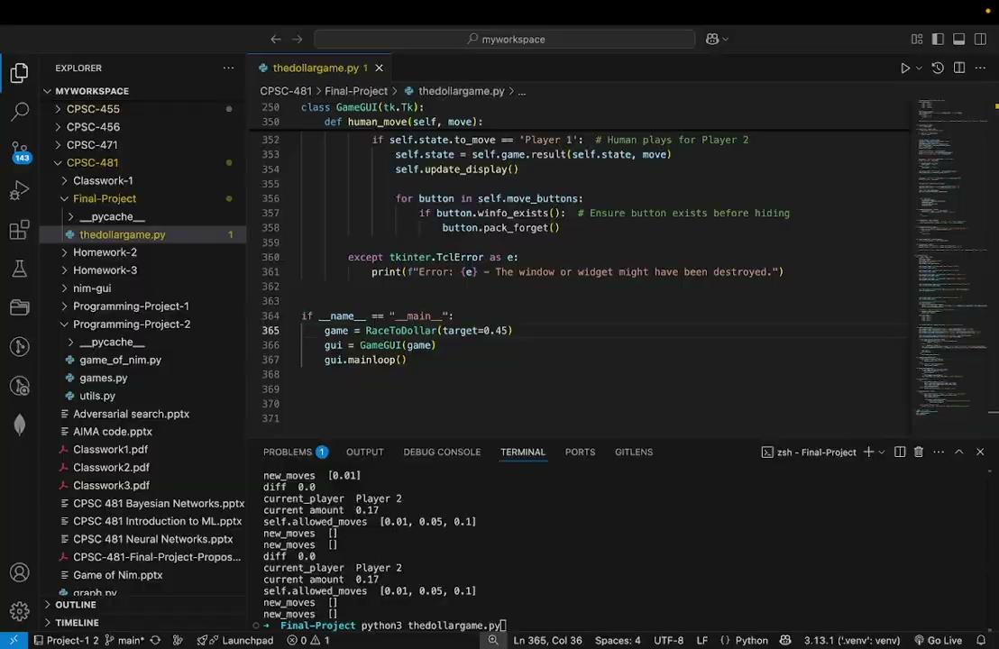 myworkspace
EXPLORER
MYWORKSPACE
CPSC-455
CPSC-456
CPSC-471
CPSC-481
Classwork-1
Final-Project
__pycache__
thedollargame.py 1
Homework-2
Homework-3
nim-gui
Programming-Project-1
Programming-Project-2
__pycache__
game_of_nim.py
games.py
utils.py
Adversarial search.pptx
AIMA code.pptx
Classwork1.pdf
Classwork2.pdf
Classwork3.pdf
CPSC 481 Bayesian Networks.pptx
CPSC 481 Introduction to ML.pptx
CPSC 481 Neural Networks.pptx
CPSC-481-Final-Project-Propos...
Game of Nim.pptx
graph.py
OUTLINE
TIMELINE
143
thedollargame.py 1
CPSC-481 > Final-Project > thedollargame.py > ...
250 class GameGUI(tk.Tk):
350 def human_move(self, move):
352 if self.state.to_move == 'Player 1': # Human plays for Player 2
353 self.state = self.game.result(self.state, move)
354 self.update_display()
355
356 for button in self.move_buttons:
357 if button.winfo_exists(): # Ensure button exists before hiding
358 button.pack_forget()
359
360 except tkinter.TclError as e:
361 print(f"Error: {e} - The window or widget might have been destroyed.")
362
363
364 if __name__ == "__main__":
365 game = RaceToDollar(target=0.45)
366 gui = GameGUI(game)
367 gui.mainloop()
368
369
370
371
PROBLEMS 1 OUTPUT DEBUG CONSOLE TERMINAL PORTS GITLENS
zsh - Final-Project
new_moves [0.01]
diff 0.0
current_player Player 2
current amount 0.17
self.allowed_moves [0.01, 0.05, 0.1]
new_moves []
new_moves []
diff 0.0
current_player Player 2
current amount 0.17
self.allowed_moves [0.01, 0.05, 0.1]
new_moves []
new_moves []
→ Final-Project python3 thedollargame.py
Project-1 2 main* Launchpad 0 1 Ln 365, Col 36 Spaces: 4 UTF-8 LF {} Python 3.13.1 ('.venv': venv) Go Live